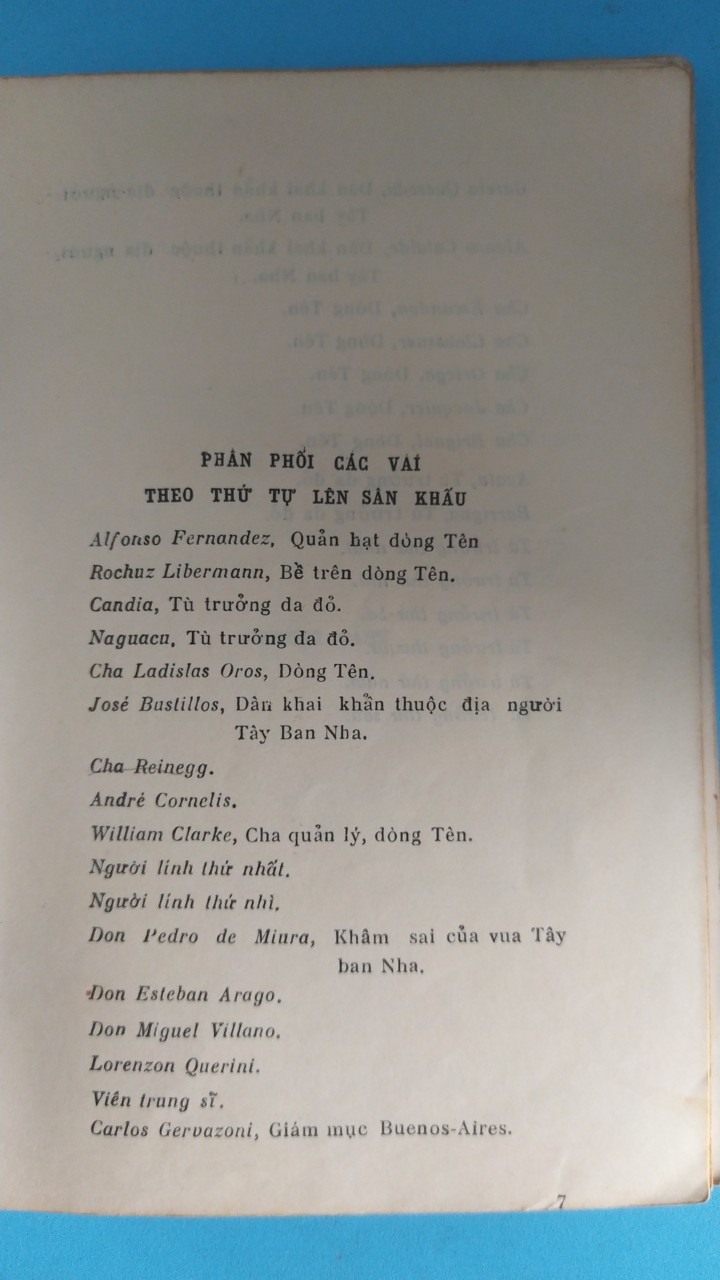 PHÂN PHỐI CÁC VAI
THEO THỨ TỰ LÊN SÂN KHẤU
Alfonso Fernandez, Quản hạt dòng Tên
Rochuz Libermann, Bề trên dòng Tên.
Candia, Tù trưởng da đỏ.
Naguacu, Tù trưởng da đỏ.
Cha Ladislas Oros, Dòng Tên.
José Bustillos, Dân khai khẩn thuộc địa người
Tây Ban Nha.
Cha Reinegg.
André Cornelis.
William Clarke, Cha quản lý, dòng Tên.
Người lính thứ nhất.
Người lính thứ nhì.
Don Pedro de Miura, Khâm sai của vua Tây
ban Nha.
Don Esteban Arago.
Don Miguel Villano.
Lorenzon Querini.
Viên trung sĩ.
Carlos Gervazoni, Giám mục Buenos-Aires.
7